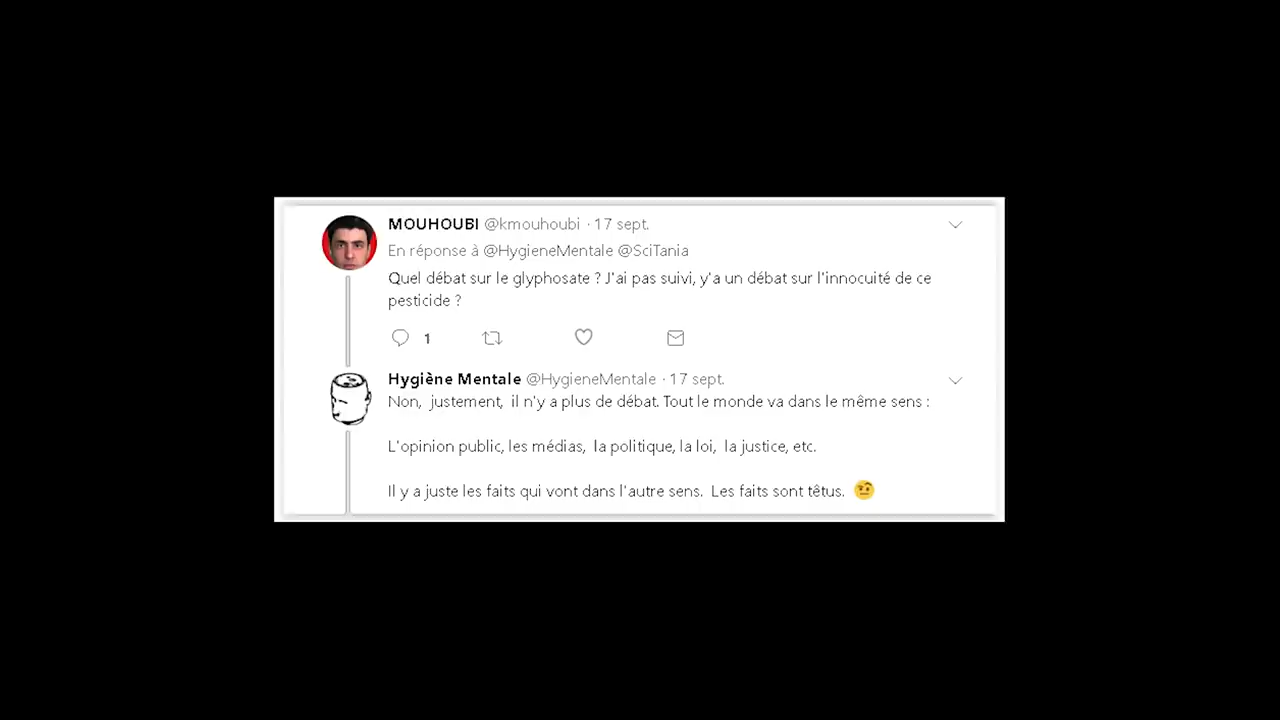 MOUHOUBI @kmouhoubi · 17 sept.
En réponse à @HygieneMentale @SciTania
Quel débat sur le glyphosate ? J'ai pas suivi, y'a un débat sur l'innocuité de ce
pesticide ?
1
Hygiène Mentale @HygieneMentale · 17 sept.
Non, justement, il n'y a plus de débat. Tout le monde va dans le même sens :
L'opinion public, les médias, la politique, la loi, la justice, etc.
Il y a juste les faits qui vont dans l'autre sens. Les faits sont têtus. 🤨